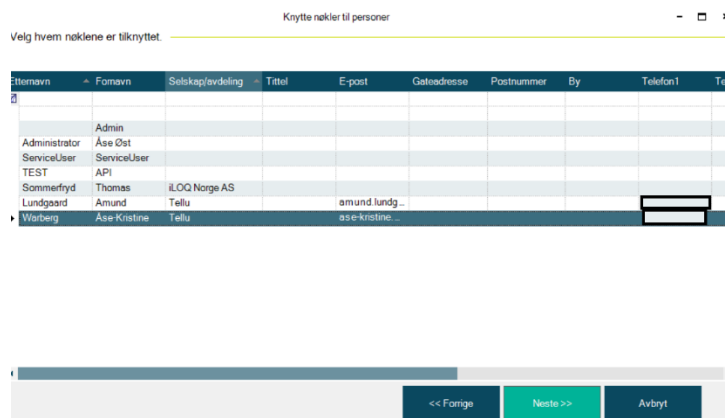 Knytte nøkler til personer
Velg hvem nøklene er tilknyttet.
Etternavn Fornavn Selskap/avdeling Tittel E-post Gateadresse Postnummer By Telefon1 Te
Admin
Administrator Åse Øst
ServiceUser ServiceUser
TEST API
Sommerfryd Thomas iLOQ Norge AS
Lundgaard Amund Tellu amund.lundg...
Warberg Åse-Kristine Tellu ase-kristine....
<< Forrige Neste >> Avbryt